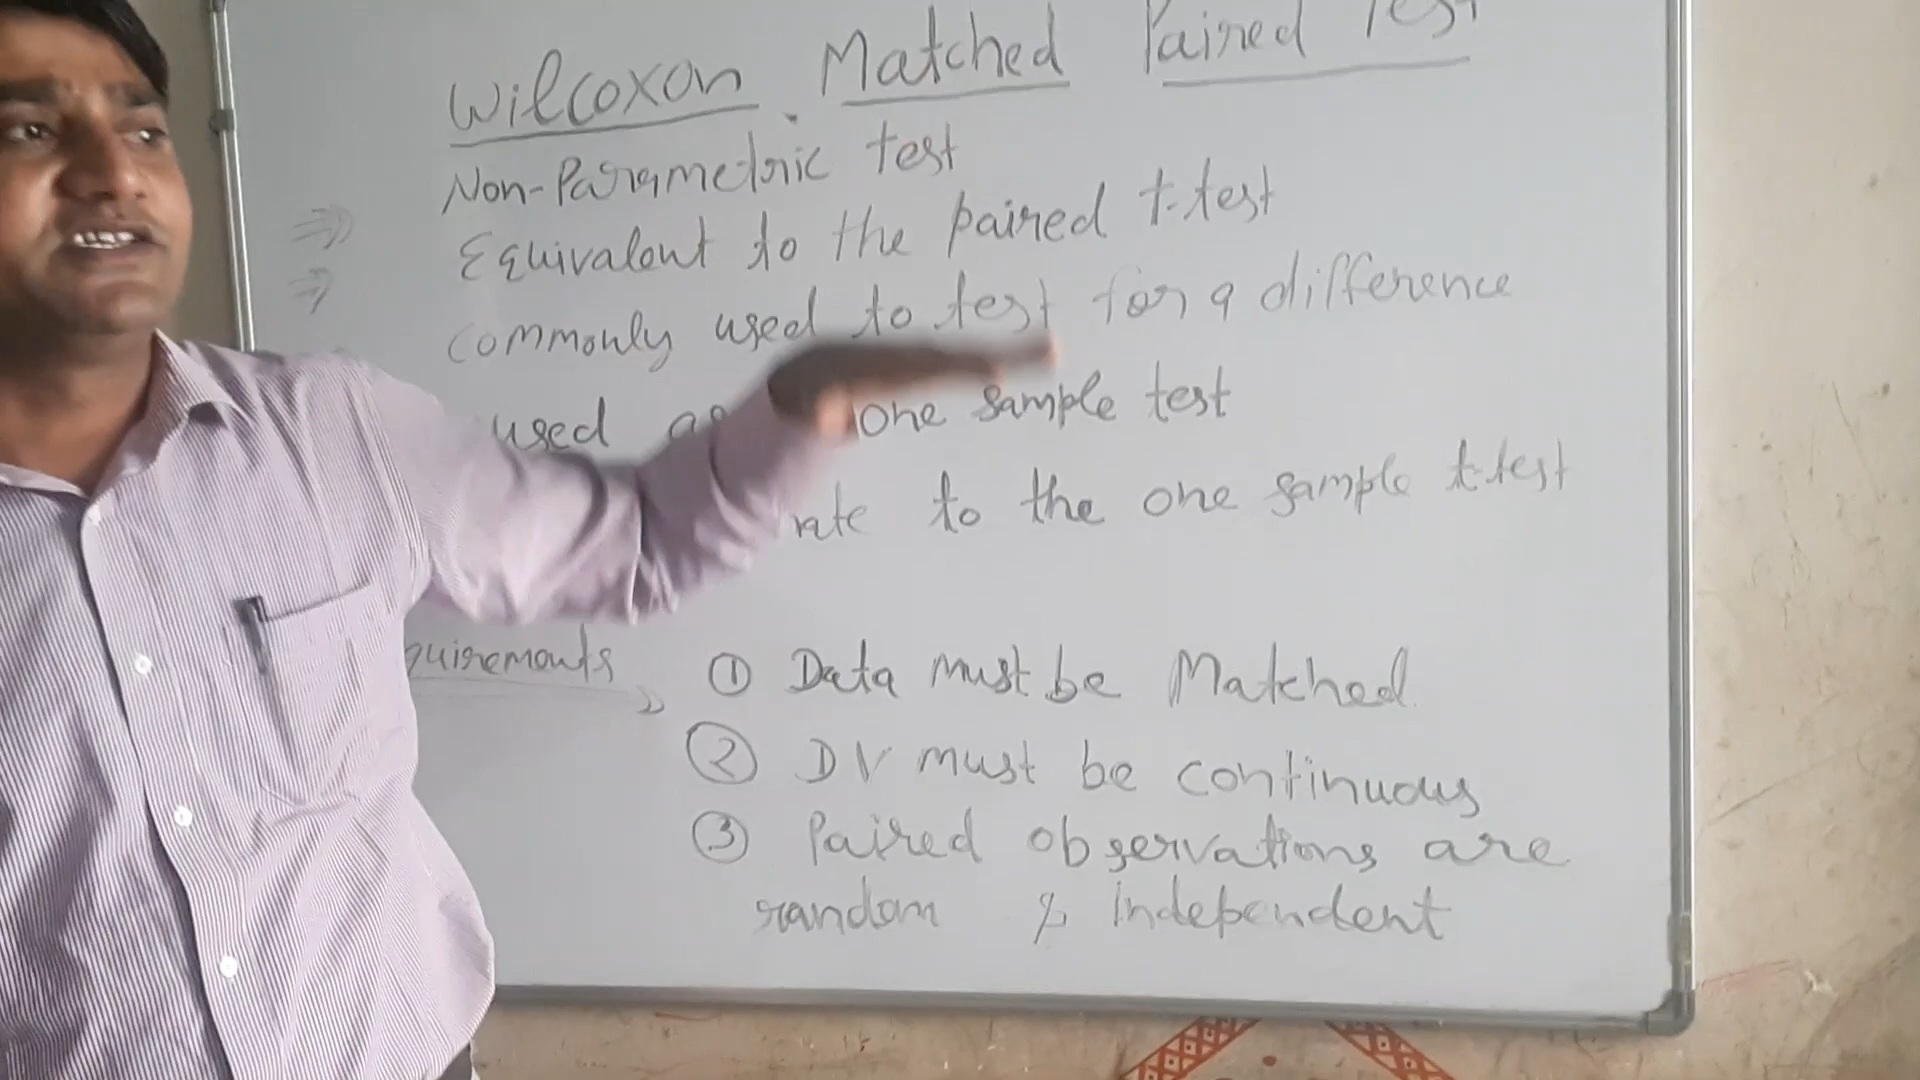 Wilcoxon Matched Paired Test
Non-Parametric test
Equivalent to the paired t-test
commonly used to test for a difference
used one sample test
to the one sample t-test
① Data must be Matched
② DV must be continuous
③ Paired observations are
random & independent